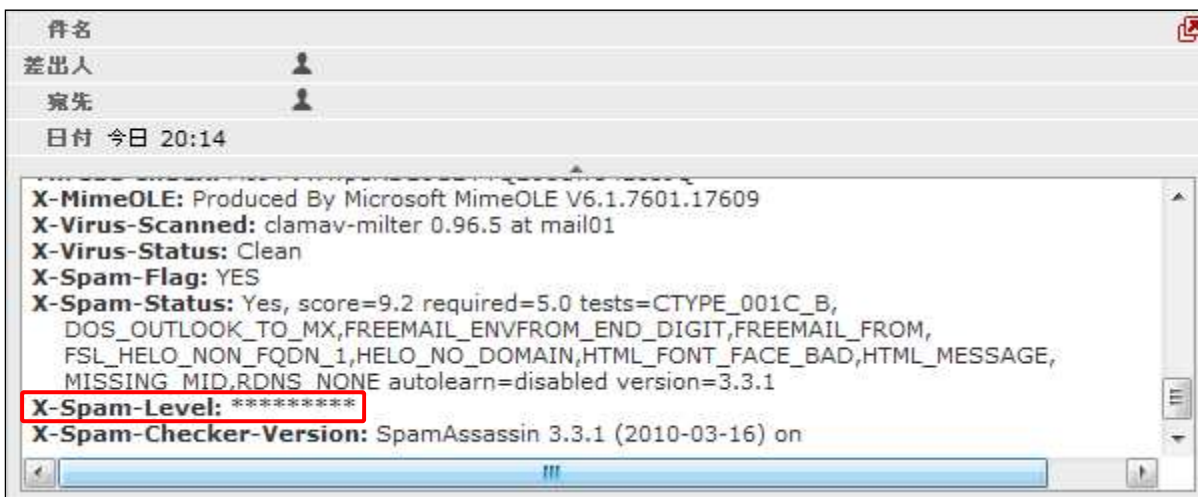 件名
差出人
宛先
日付 今日 20:14
X-MimeOLE: Produced By Microsoft MimeOLE V6.1.7601.17609
X-Virus-Scanned: clamav-milter 0.96.5 at mail01
X-Virus-Status: Clean
X-Spam-Flag: YES
X-Spam-Status: Yes, score=9.2 required=5.0 tests=CTYPE_001C_B,
DOS_OUTLOOK_TO_MX,FREEMAIL_ENVFROM_END_DIGIT,FREEMAIL_FROM,
FSL_HELO_NON_FQDN_1,HELO_NO_DOMAIN,HTML_FONT_FACE_BAD,HTML_MESSAGE,
MISSING_MID,RDNS_NONE autolearn=disabled version=3.3.1
X-Spam-Level: *********
X-Spam-Checker-Version: SpamAssassin 3.3.1 (2010-03-16) on